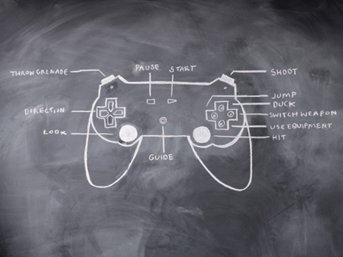 PAUSE
START
THROW GRENADE
SHOOT
JUMP
DUCK
DIRECTION
SWITCH WEAPON
USE EQUIPMENT
LOOK
HIT
GUIDE